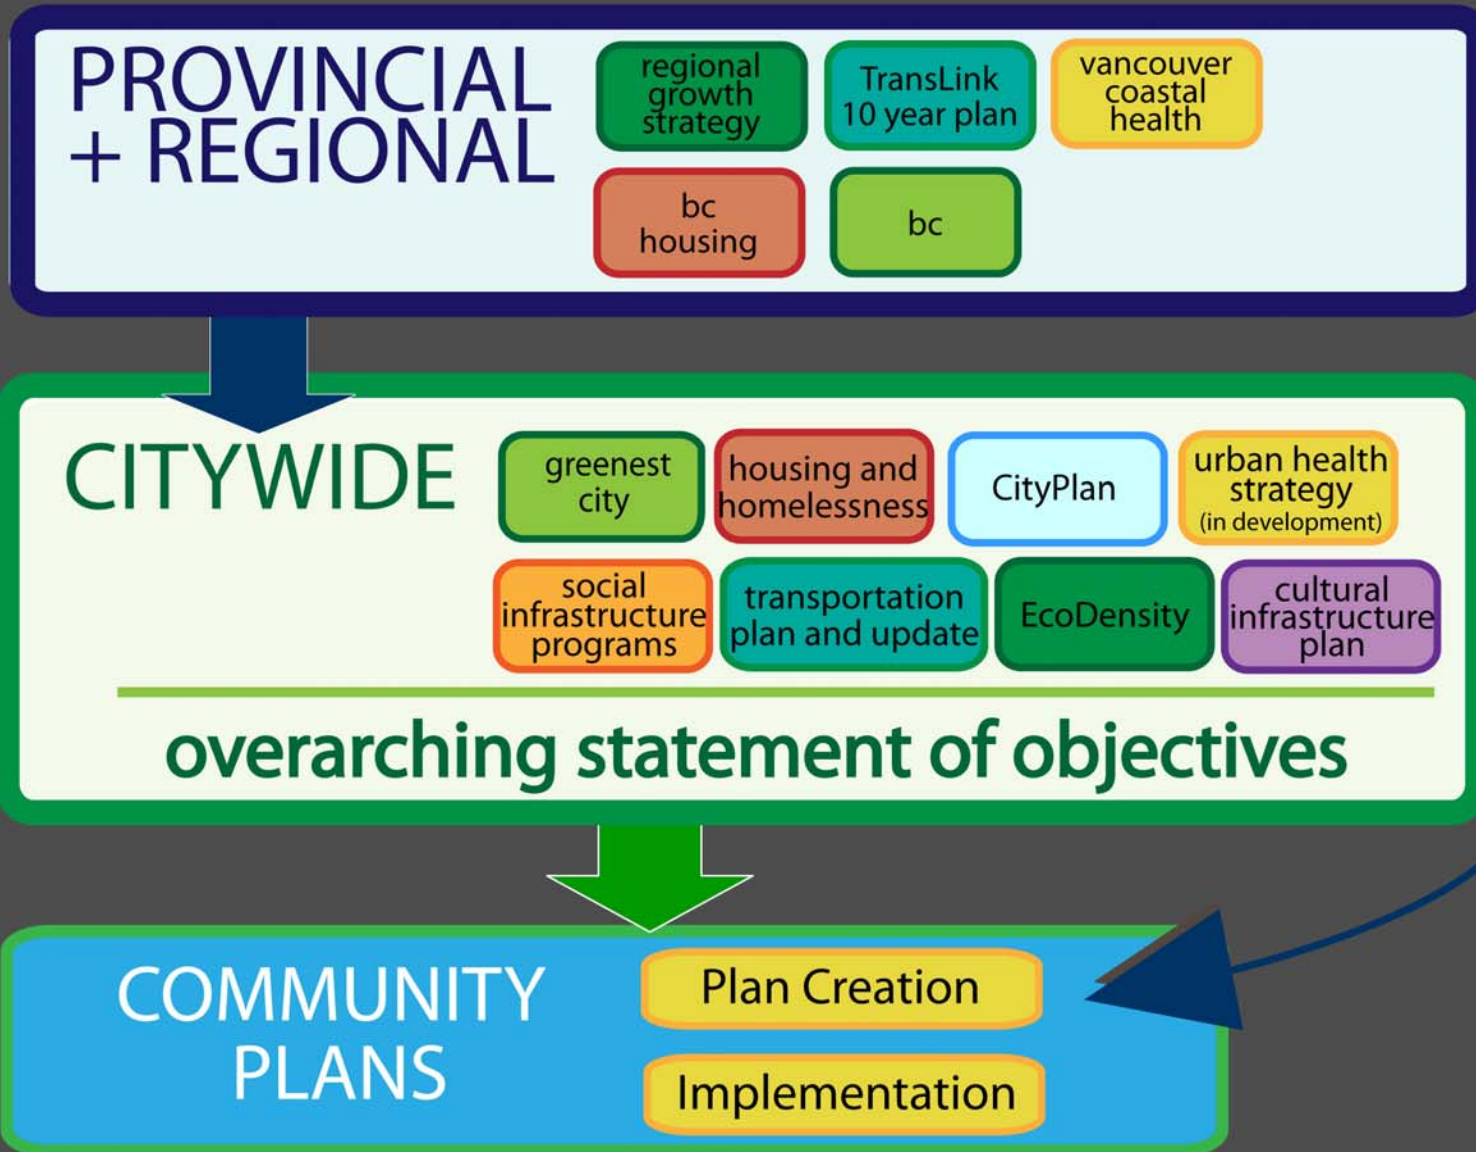 PROVINCIAL
+ REGIONAL
regional
growth
strategy
TransLink
10 year plan
vancouver
coastal
health
bc
housing
bc
CITYWIDE
greenest
city
housing and
homelessness
CityPlan
urban health
strategy
(in development)
social
infrastructure
programs
transportation
plan and update
EcoDensity
cultural
infrastructure
plan
overarching statement of objectives
COMMUNITY
PLANS
Plan Creation
Implementation